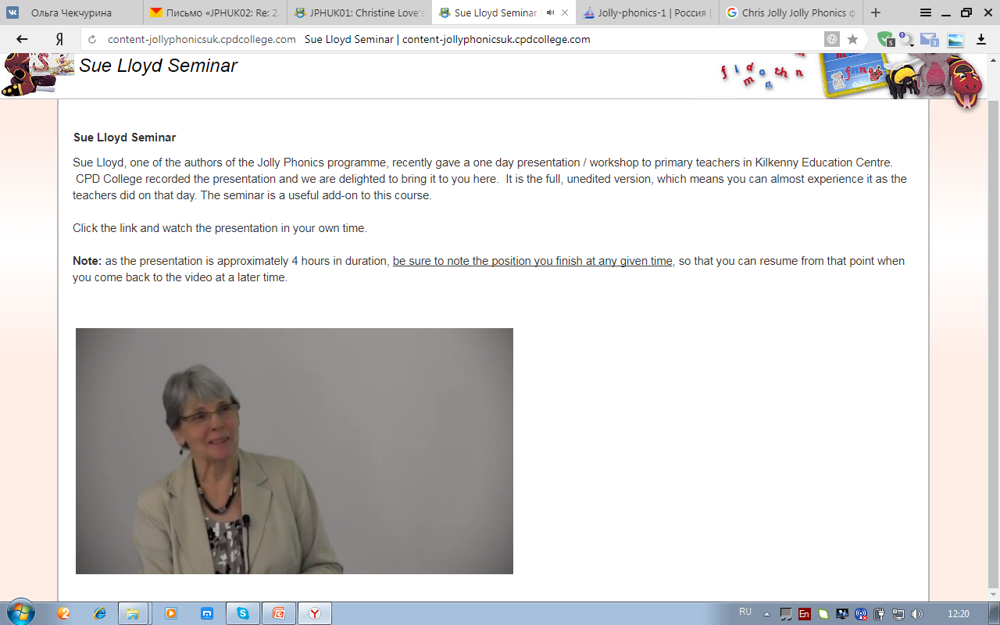 Ольга Чекчурина
Письмо «JPHUK02: Re: 2
JPHUK01: Christine Love's
Sue Lloyd Seminar
Jolly-phonics-1 | Россия |
Chris Jolly Jolly Phonics ф
Я
content-jollyphonicsuk.cpdcollege.com Sue Lloyd Seminar | content-jollyphonicsuk.cpdcollege.com
5
3
Sue Lloyd Seminar
f i d o th n m a
Sue Lloyd Seminar
Sue Lloyd, one of the authors of the Jolly Phonics programme, recently gave a one day presentation / workshop to primary teachers in Kilkenny Education Centre.
CPD College recorded the presentation and we are delighted to bring it to you here. It is the full, unedited version, which means you can almost experience it as the
teachers did on that day. The seminar is a useful add-on to this course.
Click the link and watch the presentation in your own time.
Note: as the presentation is approximately 4 hours in duration, be sure to note the position you finish at any given time, so that you can resume from that point when
you come back to the video at a later time.
RU
En
12:20